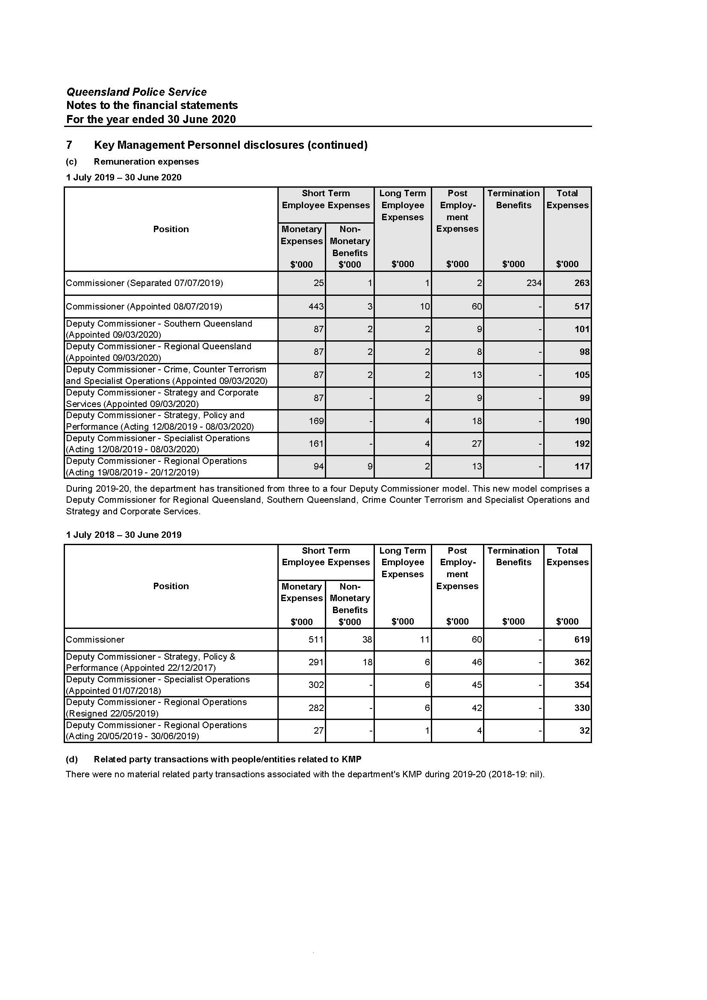 Queensland Police Service
Notes to the financial statements
For the year ended 30 June 2020
7 Key Management Personnel disclosures (continued)
(c) Remuneration expenses
1 July 2019 – 30 June 2020
Position
Short Term
Employee Expenses
Monetary
Expenses
$'000
Non-
Monetary
Benefits
$'000
Long Term
Employee
Expenses
$'000
Post
Employ-
ment
Expenses
$'000
Termination
Benefits
$'000
Total
Expenses
$'000
Commissioner (Separated 07/07/2019) 25 1 1 2 234 263
Commissioner (Appointed 08/07/2019) 443 3 10 60 - 517
Deputy Commissioner - Southern Queensland
(Appointed 09/03/2020) 87 2 2 9 - 101
Deputy Commissioner - Regional Queensland
(Appointed 09/03/2020) 87 2 2 8 - 98
Deputy Commissioner - Crime, Counter Terrorism
and Specialist Operations (Appointed 09/03/2020) 87 2 2 13 - 105
Deputy Commissioner - Strategy and Corporate
Services (Appointed 09/03/2020) 87 - 2 9 - 99
Deputy Commissioner - Strategy, Policy and
Performance (Acting 12/08/2019 - 08/03/2020) 169 - 4 18 - 190
Deputy Commissioner - Specialist Operations
(Acting 12/08/2019 - 08/03/2020) 161 - 4 27 - 192
Deputy Commissioner - Regional Operations
(Acting 19/08/2019 - 20/12/2019) 94 9 2 13 - 117
During 2019-20, the department has transitioned from three to a four Deputy Commissioner model. This new model comprises a
Deputy Commissioner for Regional Queensland, Southern Queensland, Crime Counter Terrorism and Specialist Operations and
Strategy and Corporate Services.
1 July 2018 – 30 June 2019
Position
Short Term
Employee Expenses
Monetary
Expenses
$'000
Non-
Monetary
Benefits
$'000
Long Term
Employee
Expenses
$'000
Post
Employ-
ment
Expenses
$'000
Termination
Benefits
$'000
Total
Expenses
$'000
Commissioner 511 38 11 60 - 619
Deputy Commissioner - Strategy, Policy &
Performance (Appointed 22/12/2017) 291 18 6 46 - 362
Deputy Commissioner - Specialist Operations
(Appointed 01/07/2018) 302 - 6 45 - 354
Deputy Commissioner - Regional Operations
(Resigned 22/05/2019) 282 - 6 42 - 330
Deputy Commissioner - Regional Operations
(Acting 20/05/2019 - 30/06/2019) 27 - 1 4 - 32
(d) Related party transactions with people/entities related to KMP
There were no material related party transactions associated with the department's KMP during 2019-20 (2018-19: nil).